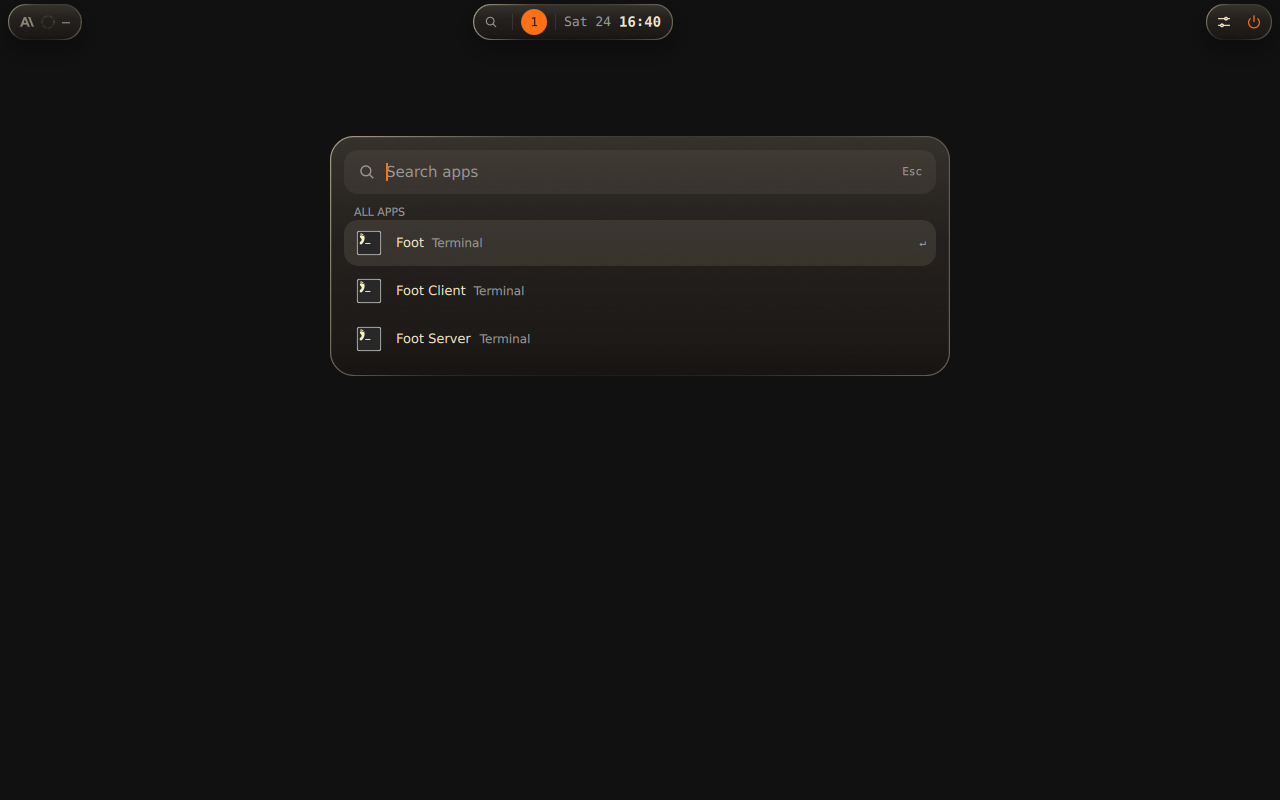 A\ –
1 Sat 24 16:40
Search apps Esc
ALL APPS
Foot Terminal ↵
Foot Client Terminal
Foot Server Terminal